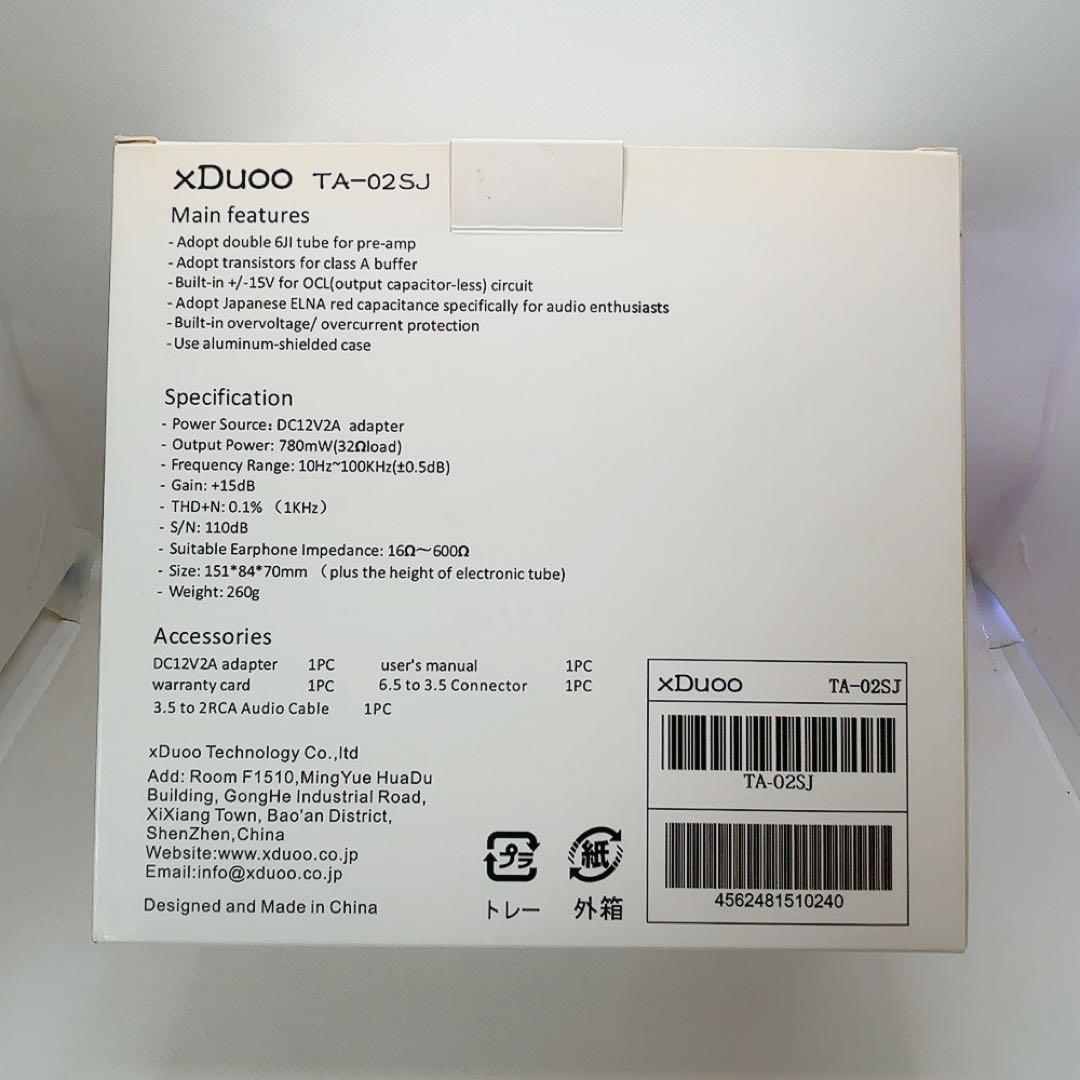 xDuoo TA-02SJ
Main features
- Adopt double 6JI tube for pre-amp
- Adopt transistors for class A buffer
- Built-in +/-15V for OCL(output capacitor-less) circuit
- Adopt Japanese ELNA red capacitance specifically for audio enthusiasts
- Built-in overvoltage/ overcurrent protection
- Use aluminum-shielded case
Specification
- Power Source: DC12V2A adapter
- Output Power: 780mW(32Ωload)
- Frequency Range: 10Hz~100KHz(±0.5dB)
- Gain: +15dB
- THD+N: 0.1% （1KHz）
- S/N: 110dB
- Suitable Earphone Impedance: 16Ω～600Ω
- Size: 151*84*70mm （plus the height of electronic tube)
- Weight: 260g
Accessories
DC12V2A adapter 1PC user's manual 1PC
warranty card 1PC 6.5 to 3.5 Connector 1PC
3.5 to 2RCA Audio Cable 1PC
xDuoo Technology Co.,ltd
Add: Room F1510,MingYue HuaDu
Building, GongHe Industrial Road,
XiXiang Town, Bao'an District,
ShenZhen,China
Website:www.xduoo.co.jp
Email:info@xduoo.co.jp
Designed and Made in China
プラ 紙
トレー 外箱
xDuoo TA-02SJ
TA-02SJ
4562481510240